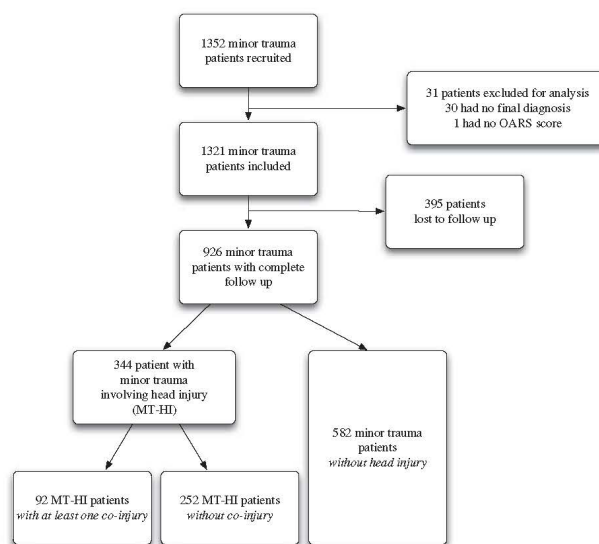 1352 minor trauma
patients recruited
31 patients excluded for analysis
30 had no final diagnosis
1 had no OARS score
1321 minor trauma
patients included
395 patients
lost to follow up
926 minor trauma
patients with complete
follow up
344 patient with
minor trauma
involving head injury
(MT-HI)
582 minor trauma
patients
without head injury
92 MT-HI patients
with at least one co-injury
252 MT-HI patients
without co-injury